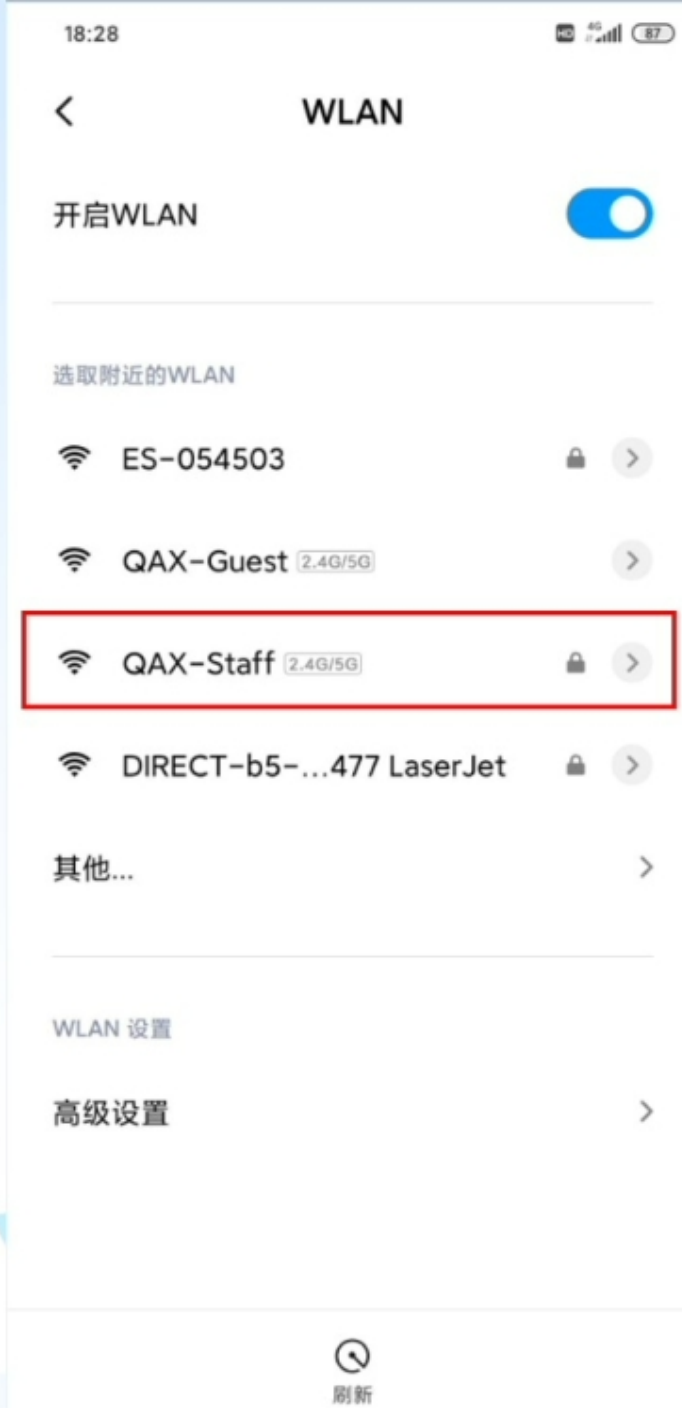 18:28
HD 4G 87
WLAN
开启WLAN
选取附近的WLAN
ES-054503
QAX-Guest 2.4G/5G
QAX-Staff 2.4G/5G
DIRECT-b5-...477 LaserJet
其他...
WLAN 设置
高级设置
刷新